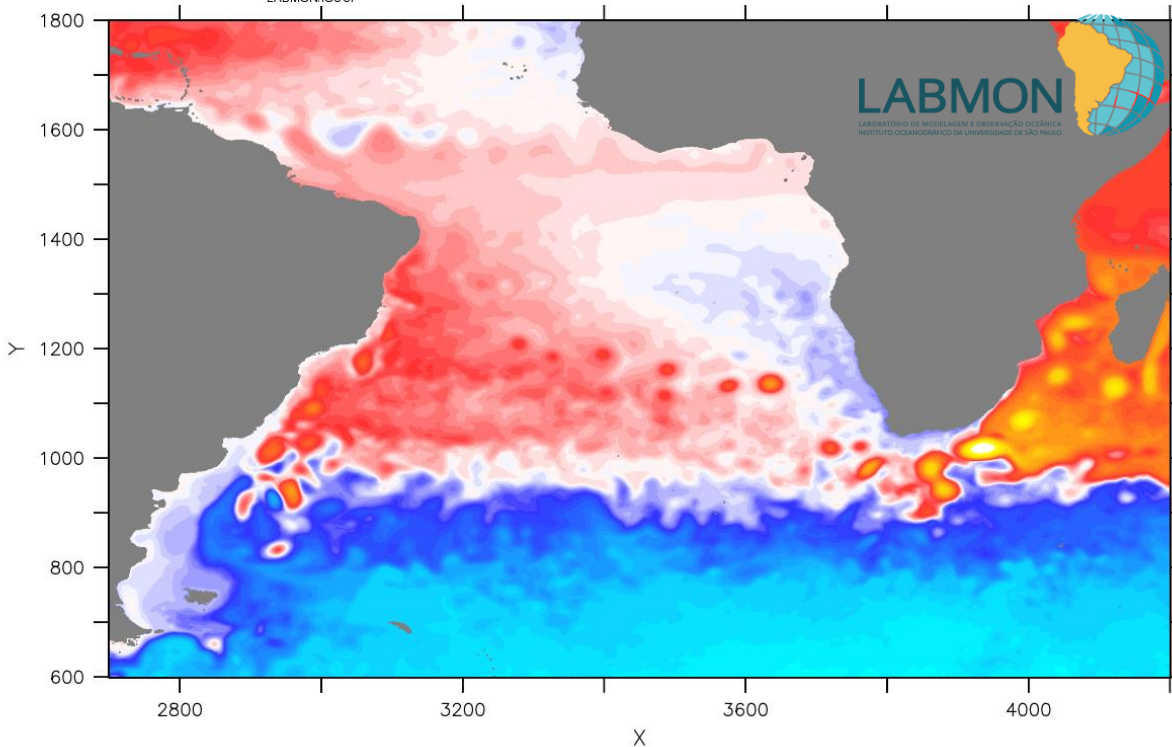 1800
1600
1400
1200
1000
800
600
Y
2800
3200
3600
4000
X
LABMON
LABORATÓRIO DE MODELAGEM E OBSERVAÇÃO OCEÂNICA
INSTITUTO OCEANOGRÁFICO DA UNIVERSIDADE DE SÃO PAULO